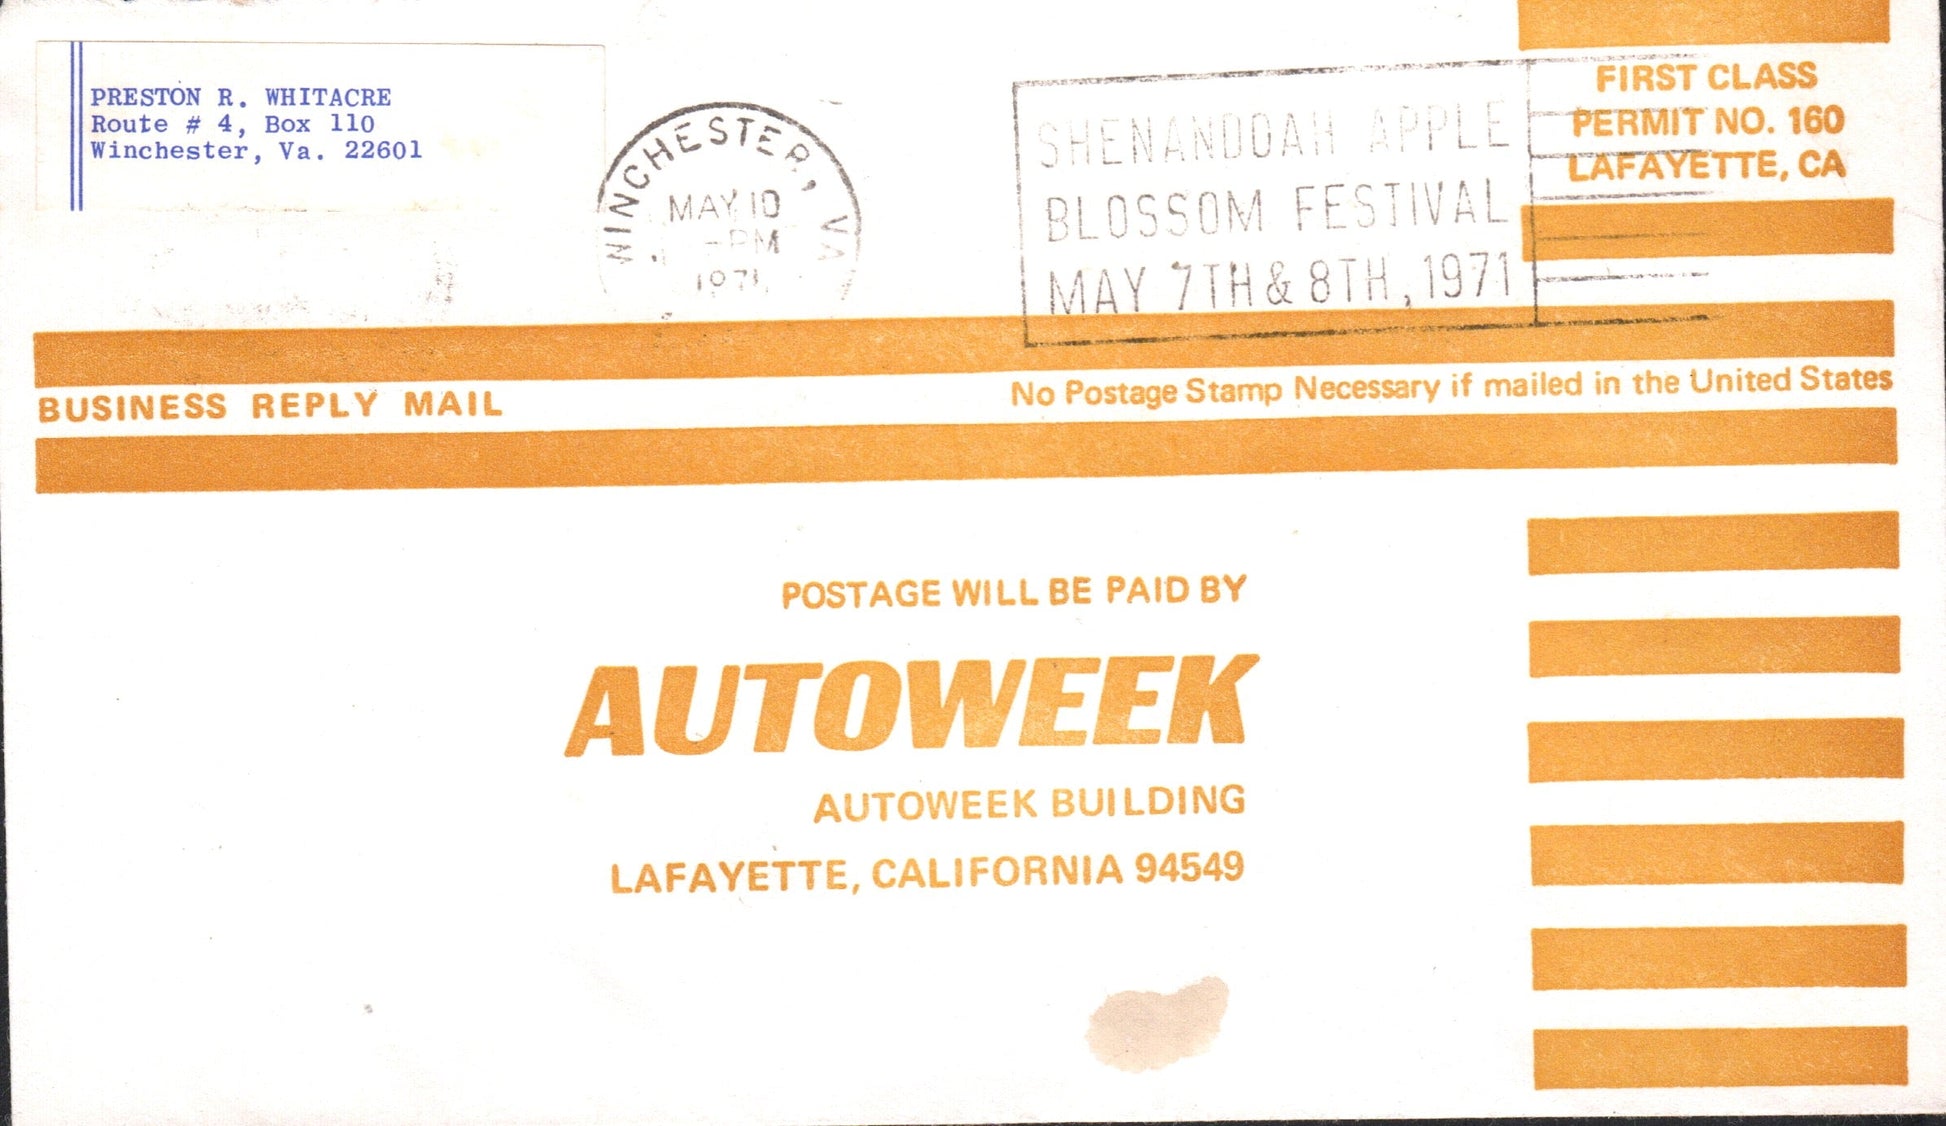 PRESTON R. WHITACRE
Route # 4, Box 110
Winchester, Va. 22601
WINCHESTER, VA
MAY 10
PM
1971
SHENANDOAH APPLE
BLOSSOM FESTIVAL
MAY 7TH & 8TH, 1971
FIRST CLASS
PERMIT NO. 160
LAFAYETTE, CA
BUSINESS REPLY MAIL
No Postage Stamp Necessary if mailed in the United States
POSTAGE WILL BE PAID BY
AUTOWEEK
AUTOWEEK BUILDING
LAFAYETTE, CALIFORNIA 94549